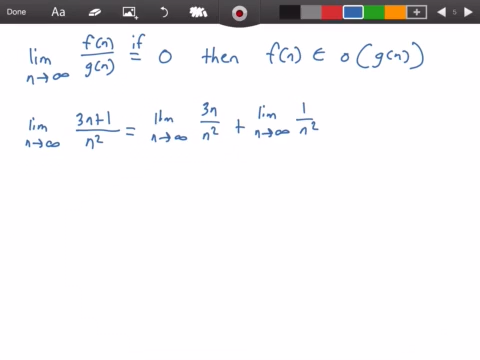 Done Aa 5
lim n→∞ f(n)/g(n) if = 0 then f(n) ∈ o(g(n))
lim n→∞ 3n+1/n² = lim n→∞ 3n/n² + lim n→∞ 1/n²